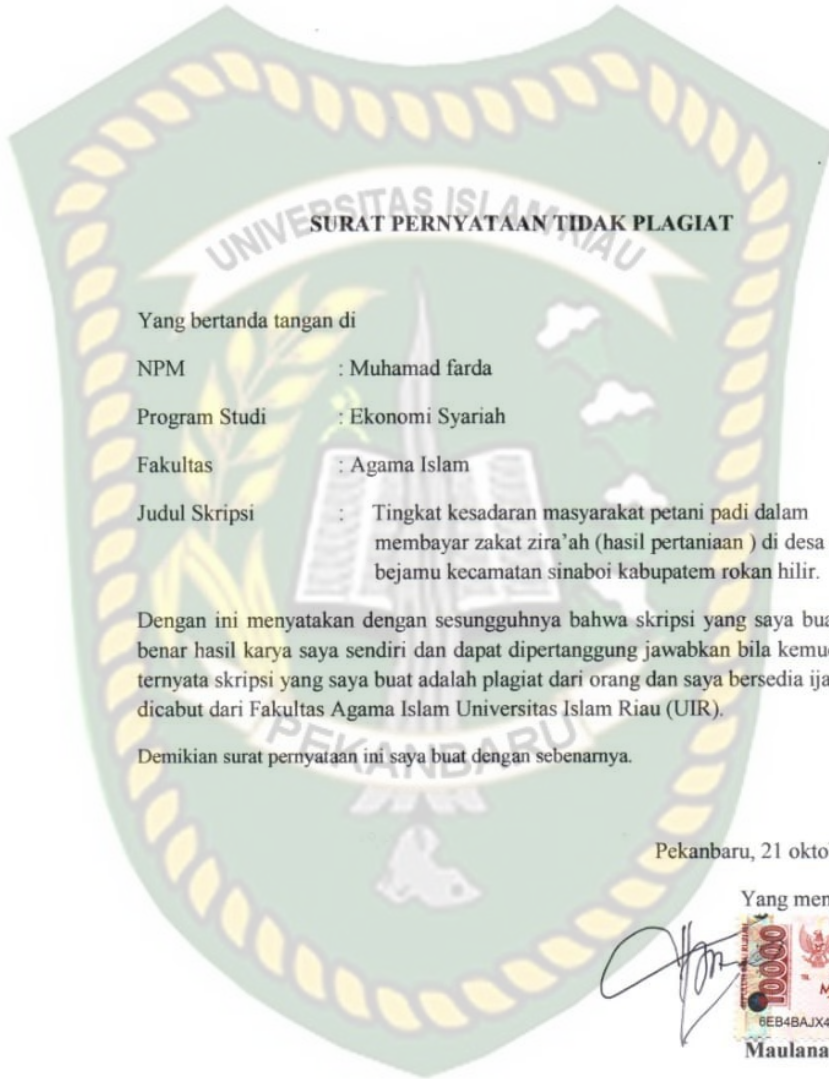 UNIVERSITAS ISLAM RIAU
SURAT PERNYATAAN TIDAK PLAGIAT
Yang bertanda tangan di
NPM : Muhamad farda
Program Studi : Ekonomi Syariah
Fakultas : Agama Islam
Judul Skripsi : Tingkat kesadaran masyarakat petani padi dalam
membayar zakat zira'ah (hasil pertaniaan ) di desa
bejamu kecamatan sinaboi kabupatem rokan hilir.
Dengan ini menyatakan dengan sesungguhnya bahwa skripsi yang saya bua
benar hasil karya saya sendiri dan dapat dipertanggung jawabkan bila kemu
ternyata skripsi yang saya buat adalah plagiat dari orang dan saya bersedia ija
dicabut dari Fakultas Agama Islam Universitas Islam Riau (UIR).
PEKANBARU
Demikian surat pernyataan ini saya buat dengan sebenarnya.
Pekanbaru, 21 okto
Yang men
10000
6EB4BAJX4
Maulana